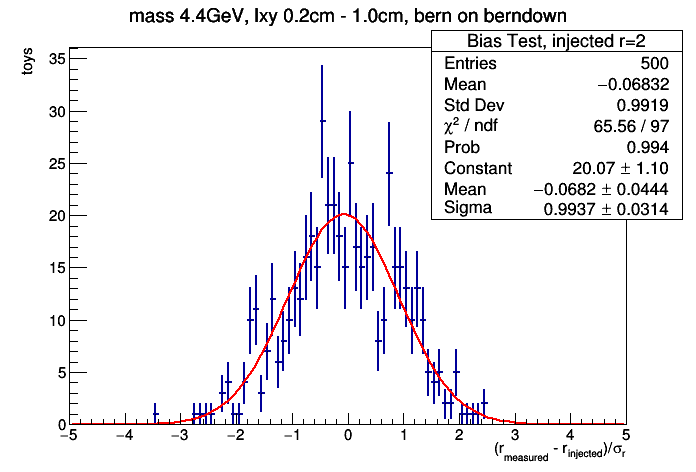 mass 4.4GeV, lxy 0.2cm - 1.0cm, bern on berndown
toys
Bias Test, injected r=2
Entries 500
Mean −0.06832
Std Dev 0.9919
χ² / ndf 65.56 / 97
Prob 0.994
Constant 20.07 ± 1.10
Mean −0.0682 ± 0.0444
Sigma 0.9937 ± 0.0314
35
30
25
20
15
10
5
0
−5 −4 −3 −2 −1 0 1 2 3 4 5
(r_measured - r_injected)/σ_r